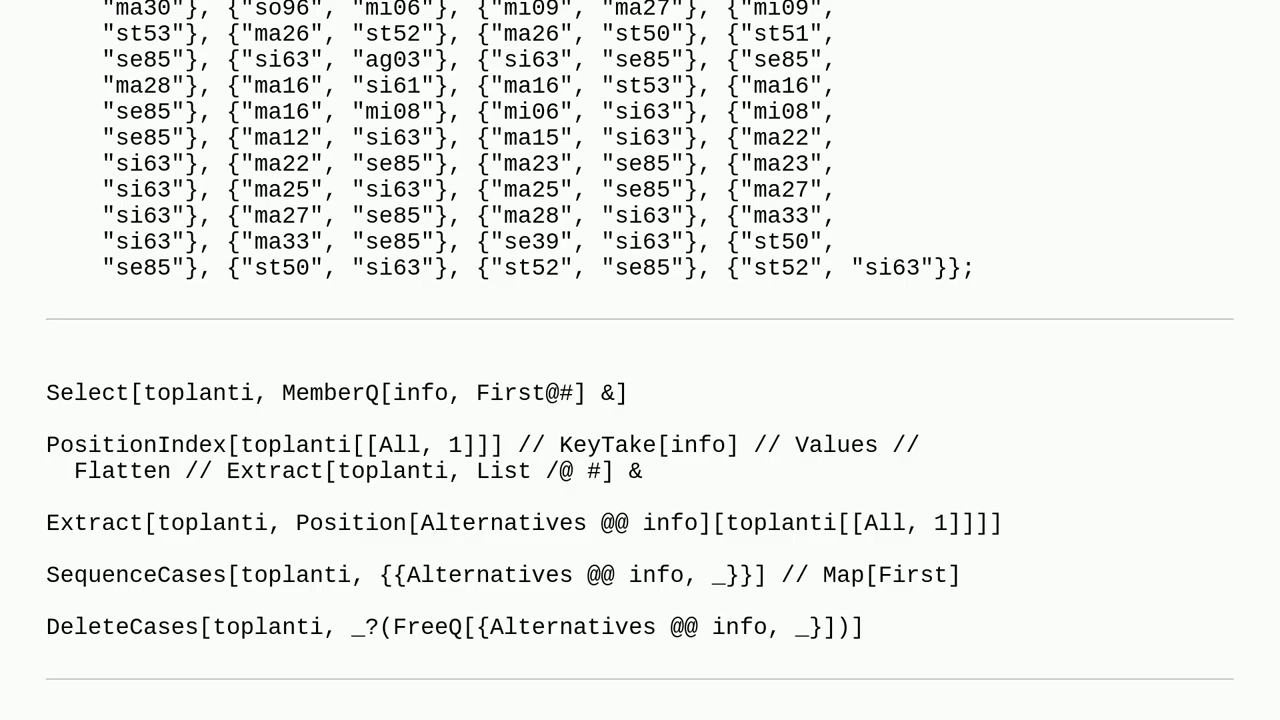 "ma30"}, {"so96", "mi06"}, {"mi09", "ma27"}, {"mi09",
"st53"}, {"ma26", "st52"}, {"ma26", "st50"}, {"st51",
"se85"}, {"si63", "ag03"}, {"si63", "se85"}, {"se85",
"ma28"}, {"ma16", "si61"}, {"ma16", "st53"}, {"ma16",
"se85"}, {"ma16", "mi08"}, {"mi06", "si63"}, {"mi08",
"se85"}, {"ma12", "si63"}, {"ma15", "si63"}, {"ma22",
"si63"}, {"ma22", "se85"}, {"ma23", "se85"}, {"ma23",
"si63"}, {"ma25", "si63"}, {"ma25", "se85"}, {"ma27",
"si63"}, {"ma27", "se85"}, {"ma28", "si63"}, {"ma33",
"si63"}, {"ma33", "se85"}, {"se39", "si63"}, {"st50",
"se85"}, {"st50", "si63"}, {"st52", "se85"}, {"st52", "si63"}};
Select[toplanti, MemberQ[info, First@#] &]
PositionIndex[toplanti[[All, 1]]] // KeyTake[info] // Values //
Flatten // Extract[toplanti, List /@ #] &
Extract[toplanti, Position[Alternatives @@ info][toplanti[[All, 1]]]]
SequenceCases[toplanti, {{Alternatives @@ info, _}}] // Map[First]
DeleteCases[toplanti, _?(FreeQ[{Alternatives @@ info, _}])]